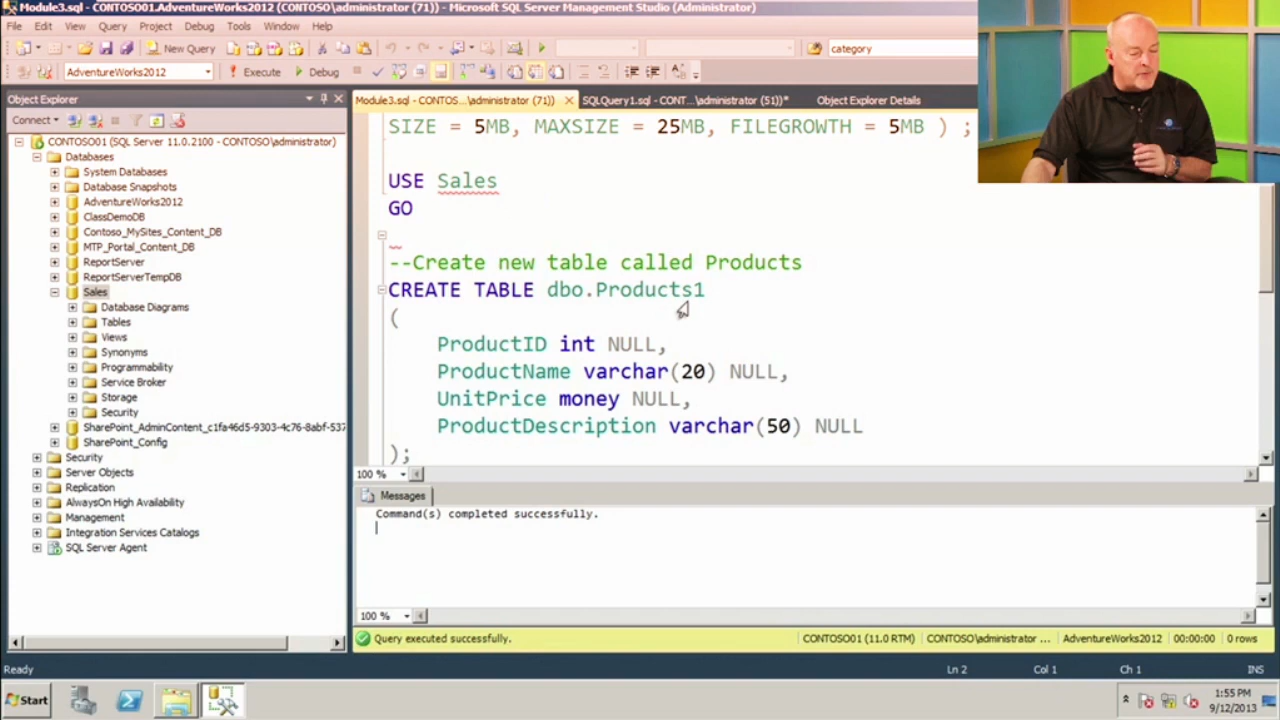 Module3.sql - CONTOSO01.AdventureWorks2012 (CONTOSO\administrator (71)) - Microsoft SQL Server Management Studio (Administrator)
File Edit View Query Project Debug Tools Window Help
New Query
category
AdventureWorks2012
Execute
Debug
Object Explorer
Module3.sql - CONTOS...\administrator (71))
SQLQuery1.sql - CONT...\administrator (51))*
Object Explorer Details
Connect
CONTOSO01 (SQL Server 11.0.2100 - CONTOSO\administrator)
Databases
System Databases
Database Snapshots
AdventureWorks2012
ClassDemoDB
Contoso_MySites_Content_DB
MTP_Portal_Content_DB
ReportServer
ReportServerTempDB
Sales
Database Diagrams
Tables
Views
Synonyms
Programmability
Service Broker
Storage
Security
SharePoint_AdminContent_c1fa46d5-9303-4c76-8abf-537
SharePoint_Config
Security
Server Objects
Replication
AlwaysOn High Availability
Management
Integration Services Catalogs
SQL Server Agent
SIZE = 5MB, MAXSIZE = 25MB, FILEGROWTH = 5MB ) ;
USE Sales
GO
--Create new table called Products
CREATE TABLE dbo.Products1
(
ProductID int NULL,
ProductName varchar(20) NULL,
UnitPrice money NULL,
ProductDescription varchar(50) NULL
);
100 %
Messages
Command(s) completed successfully.
100 %
Query executed successfully.
CONTOSO01 (11.0 RTM)
CONTOSO\administrator ...
AdventureWorks2012
00:00:00
0 rows
Ready
Ln 2
Col 1
Ch 1
INS
Start
1:55 PM
9/12/2013